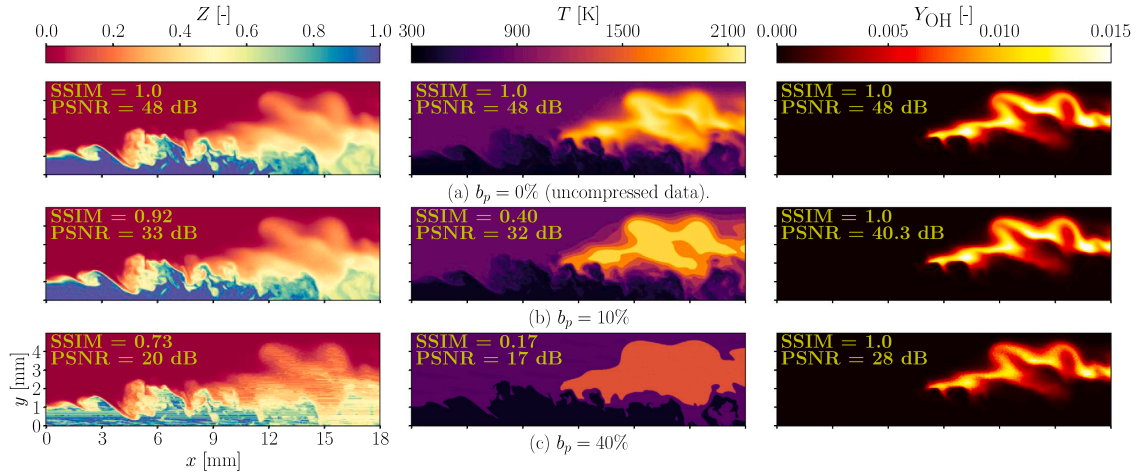 Z [-]
0.0 0.2 0.4 0.6 0.8 1.0
T [K]
300 900 1500 2100
Y_OH [-]
0.000 0.005 0.010 0.015
SSIM = 1.0
PSNR = 48 dB
SSIM = 1.0
PSNR = 48 dB
SSIM = 1.0
PSNR = 48 dB
(a) b_p = 0% (uncompressed data).
SSIM = 0.92
PSNR = 33 dB
SSIM = 0.40
PSNR = 32 dB
SSIM = 1.0
PSNR = 40.3 dB
(b) b_p = 10%
SSIM = 0.73
PSNR = 20 dB
SSIM = 0.17
PSNR = 17 dB
SSIM = 1.0
PSNR = 28 dB
y [mm]
4
3
2
1
0
0 3 6 9 12 15 18
x [mm]
(c) b_p = 40%